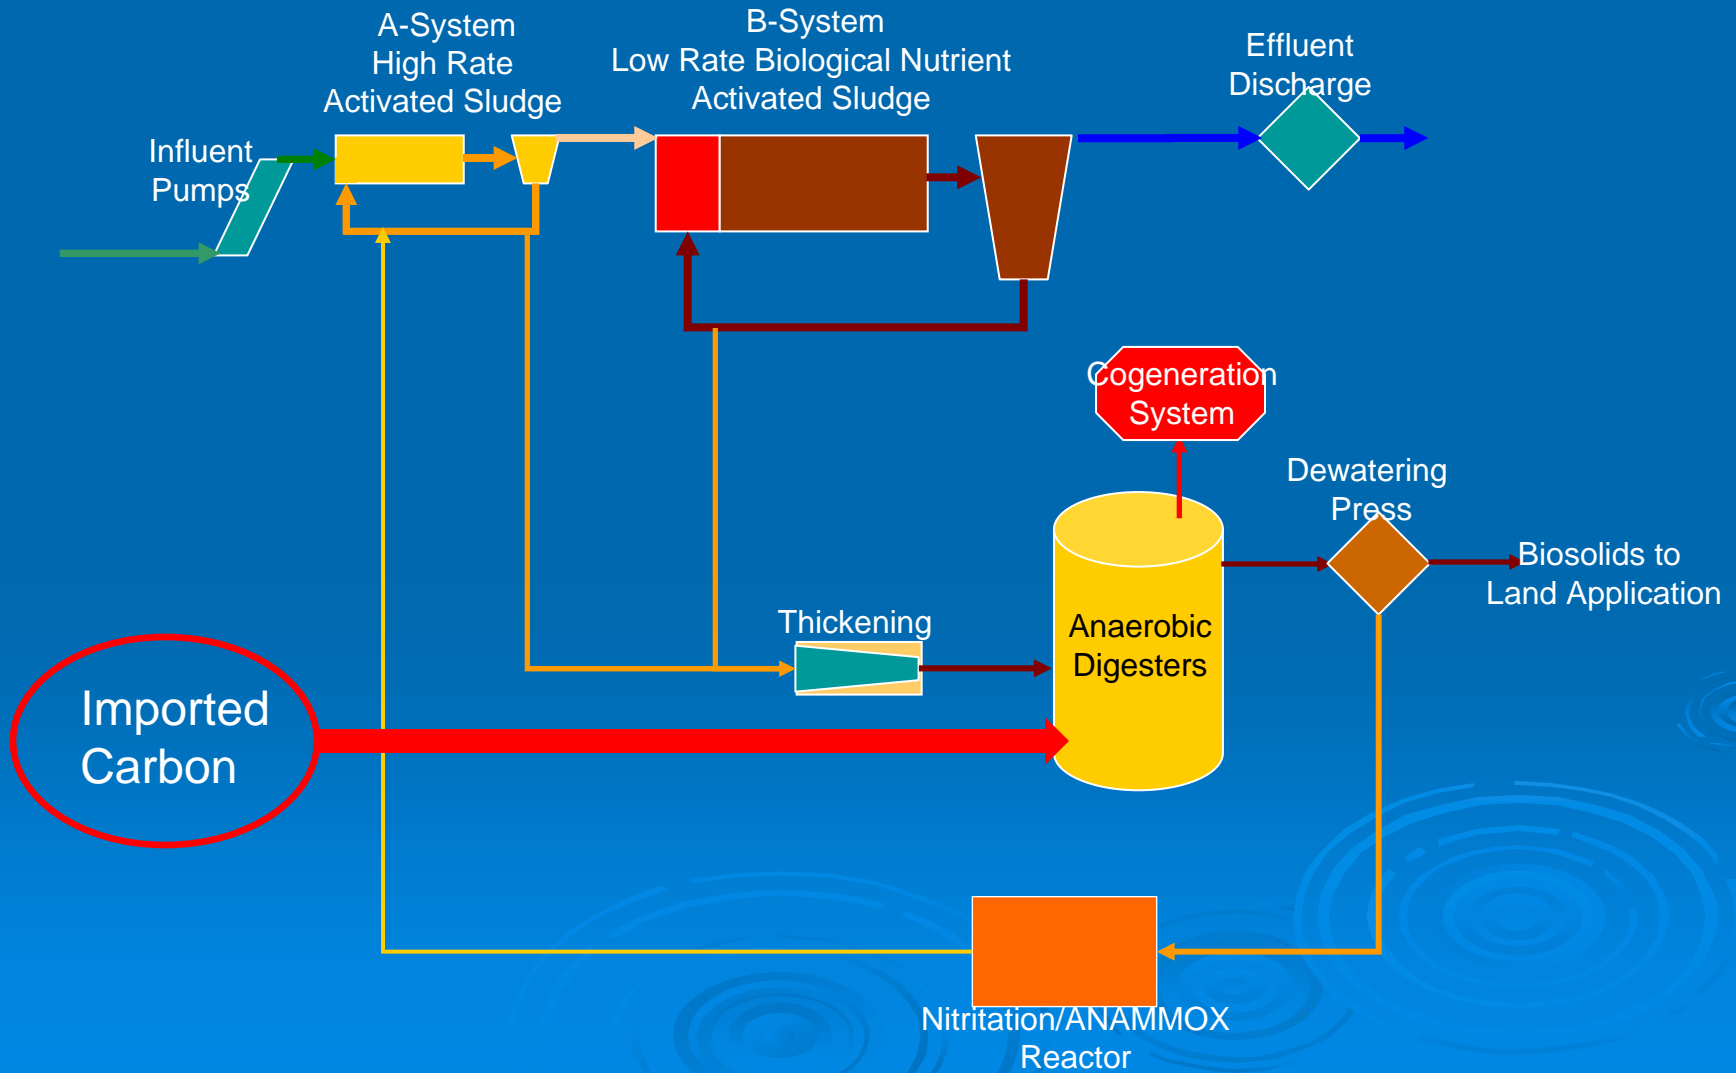 A-System
High Rate
Activated Sludge
B-System
Low Rate Biological Nutrient
Activated Sludge
Effluent
Discharge
Influent
Pumps
Cogeneration
System
Dewatering
Press
Biosolids to
Land Application
Thickening
Anaerobic
Digesters
Imported
Carbon
Nitritation/ANAMMOX
Reactor